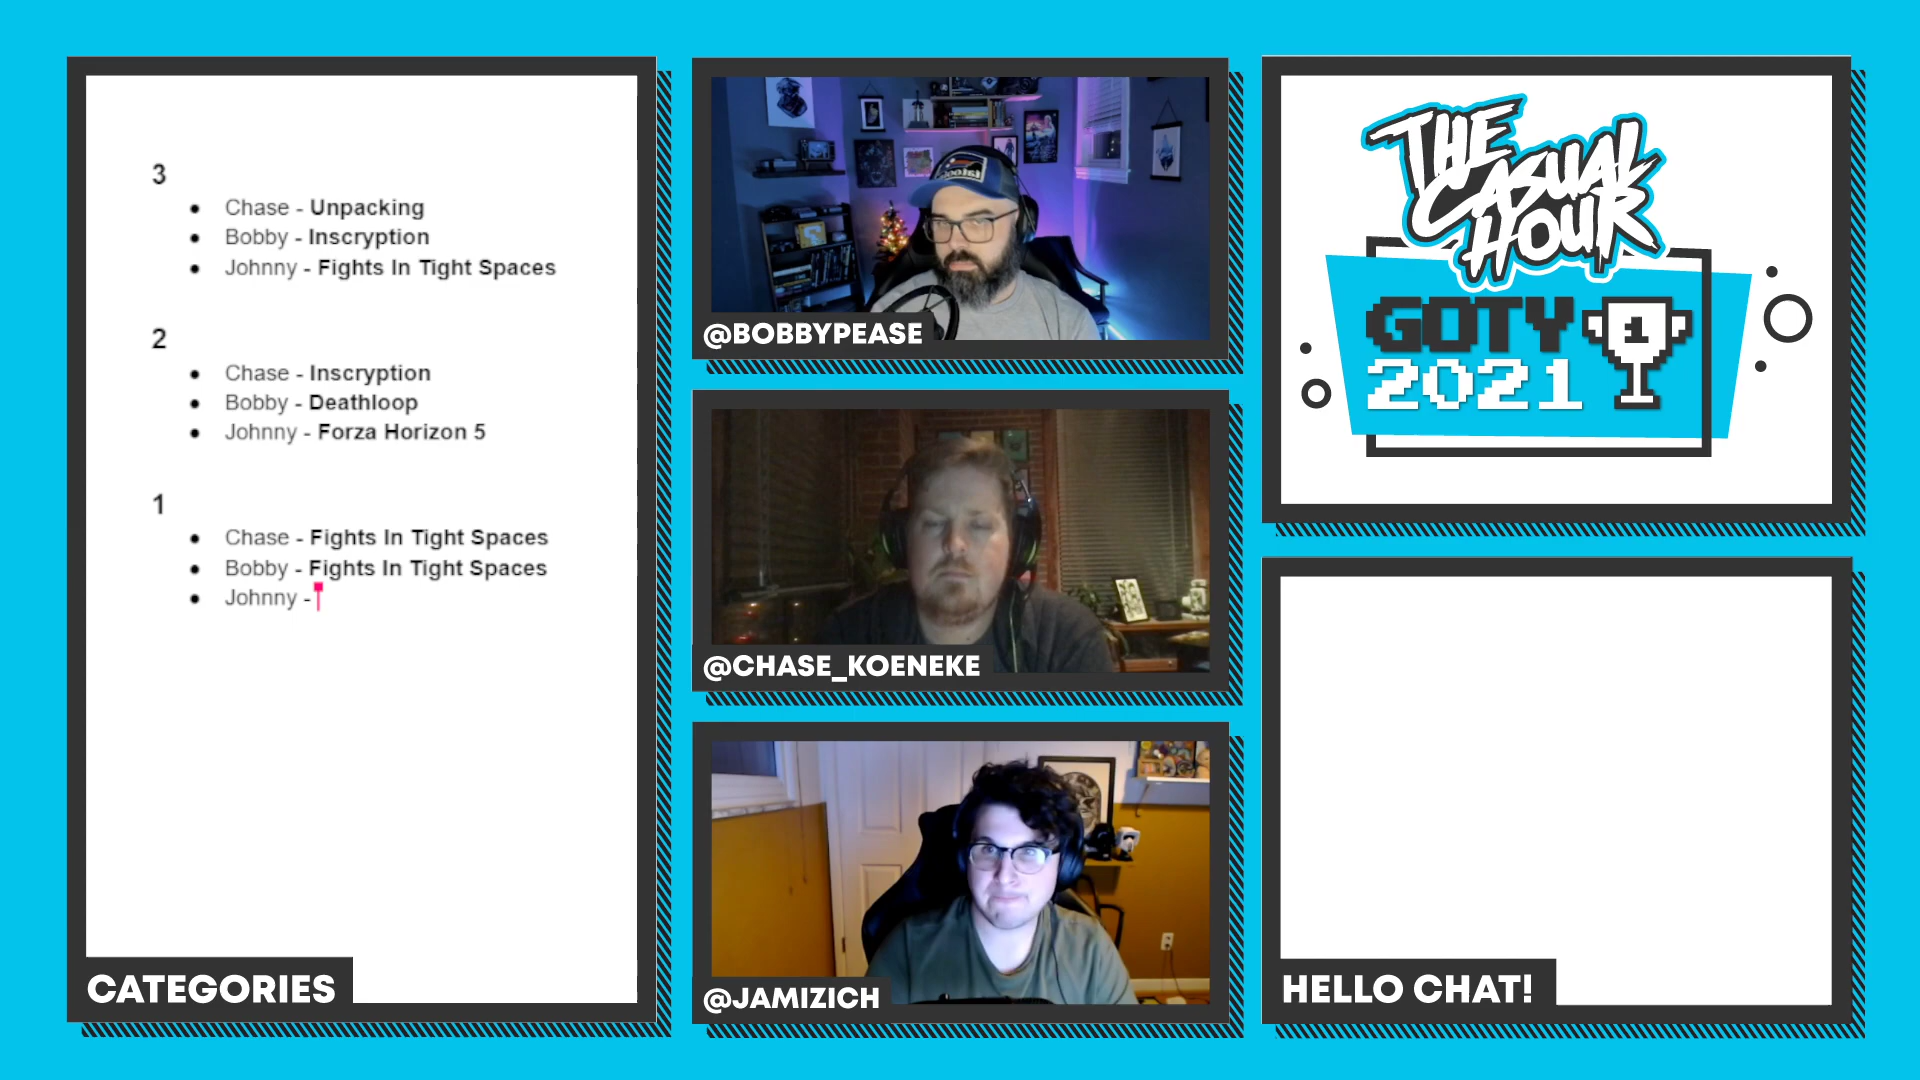 3
Chase - Unpacking
Bobby - Inscryption
Johnny - Fights In Tight Spaces
2
Chase - Inscryption
Bobby - Deathloop
Johnny - Forza Horizon 5
1
Chase - Fights In Tight Spaces
Bobby - Fights In Tight Spaces
Johnny -
CATEGORIES
@BOBBYPEASE
@CHASE_KOENEKE
@JAMIZICH
THE
CASUAL
HOUR
GOTY
2021
1
HELLO CHAT!